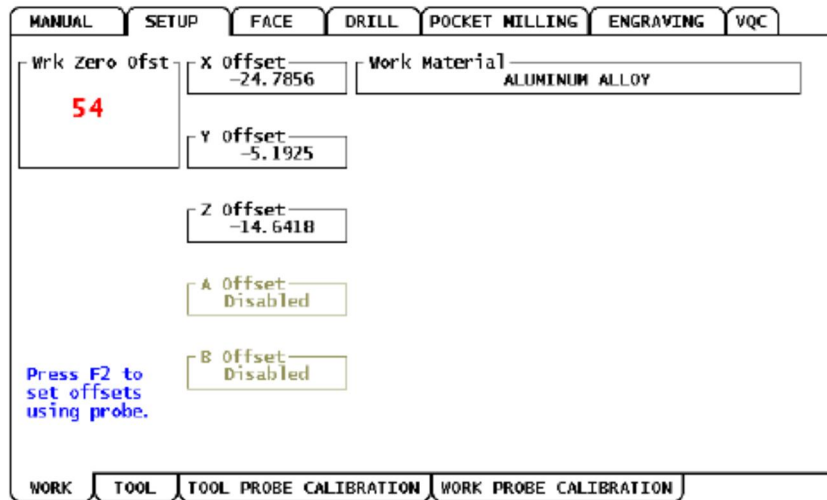 MANUAL SETUP FACE DRILL POCKET MILLING ENGRAVING VQC
Wrk Zero Ofst X Offset Work Material
-24.7856 ALUMINUM ALLOY
54
Y Offset
-5.1925
Z Offset
-14.6418
A Offset
Disabled
B Offset
Disabled
Press F2 to
set offsets
using probe.
WORK TOOL TOOL PROBE CALIBRATION WORK PROBE CALIBRATION